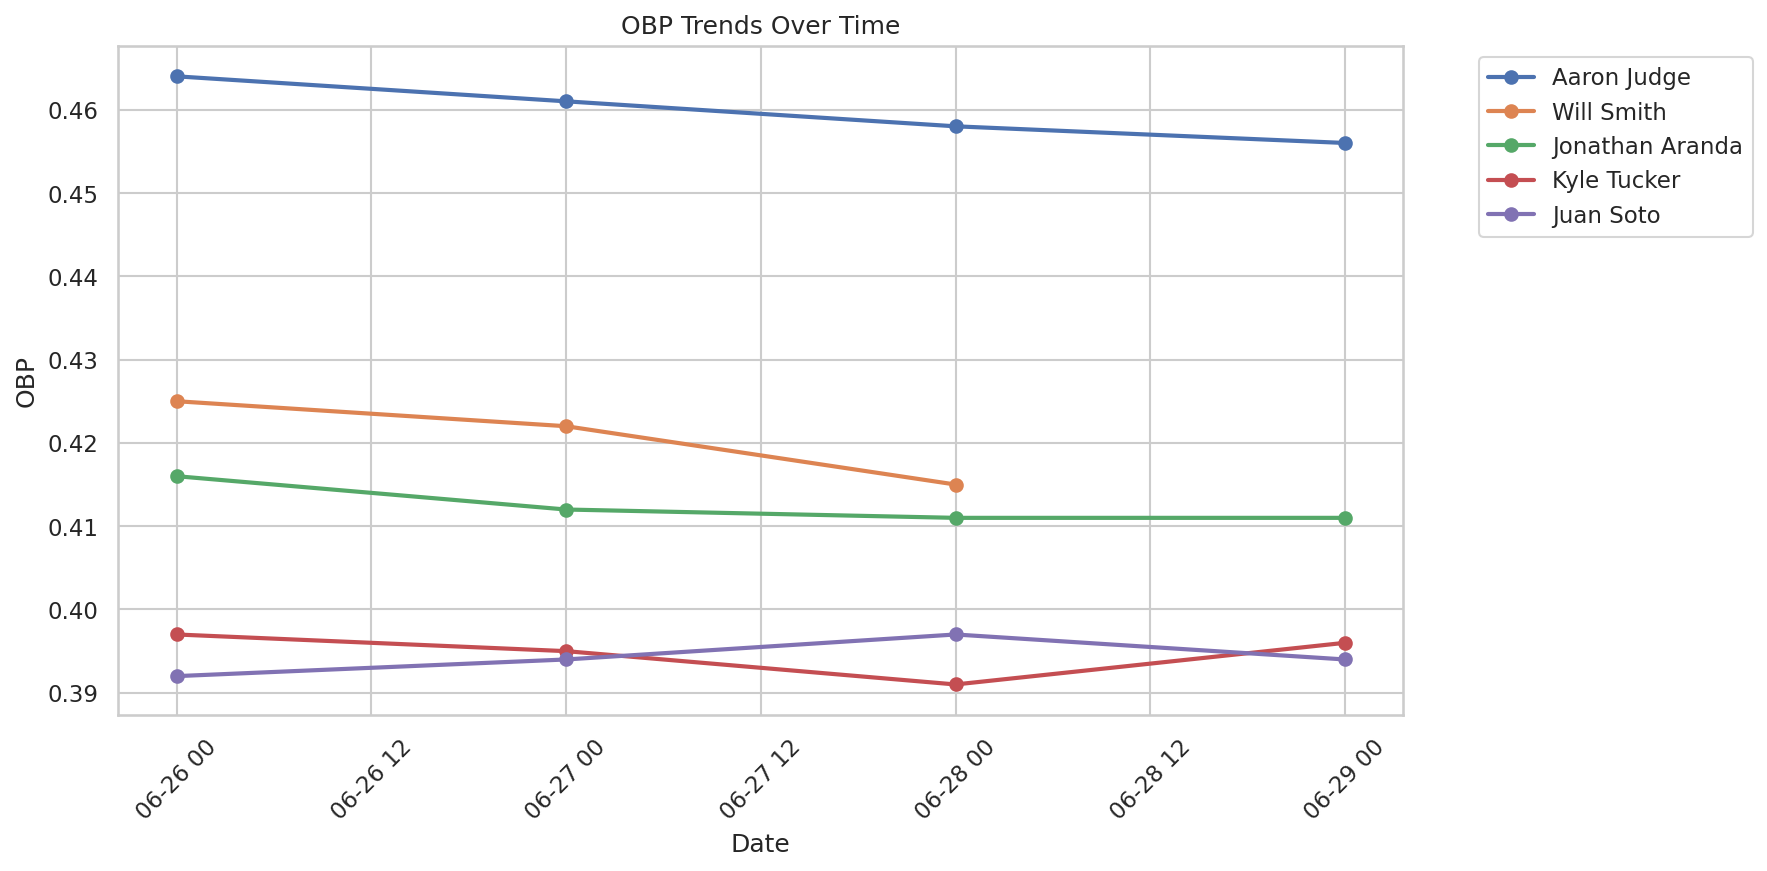 OBP Trends Over Time
Aaron Judge
Will Smith
Jonathan Aranda
Kyle Tucker
Juan Soto
OBP
0.46
0.45
0.44
0.43
0.42
0.41
0.40
0.39
06-26 00
06-26 12
06-27 00
06-27 12
06-28 00
06-28 12
06-29 00
Date